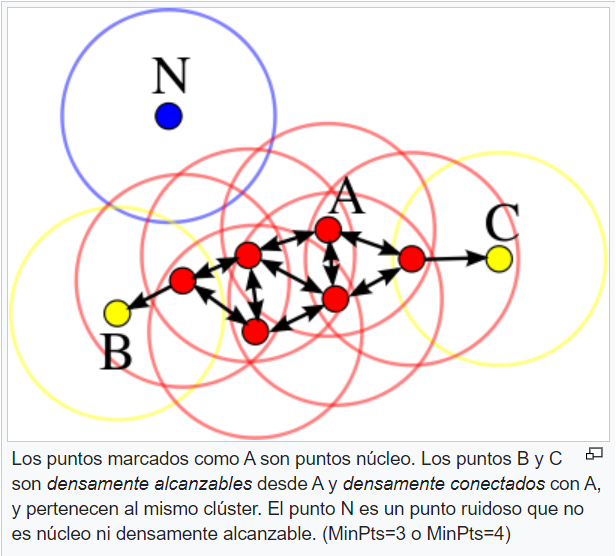 N
A
C
B
Los puntos marcados como A son puntos núcleo. Los puntos B y C
son densamente alcanzables desde A y densamente conectados con A,
y pertenecen al mismo clúster. El punto N es un punto ruidoso que no
es núcleo ni densamente alcanzable. (MinPts=3 o MinPts=4)